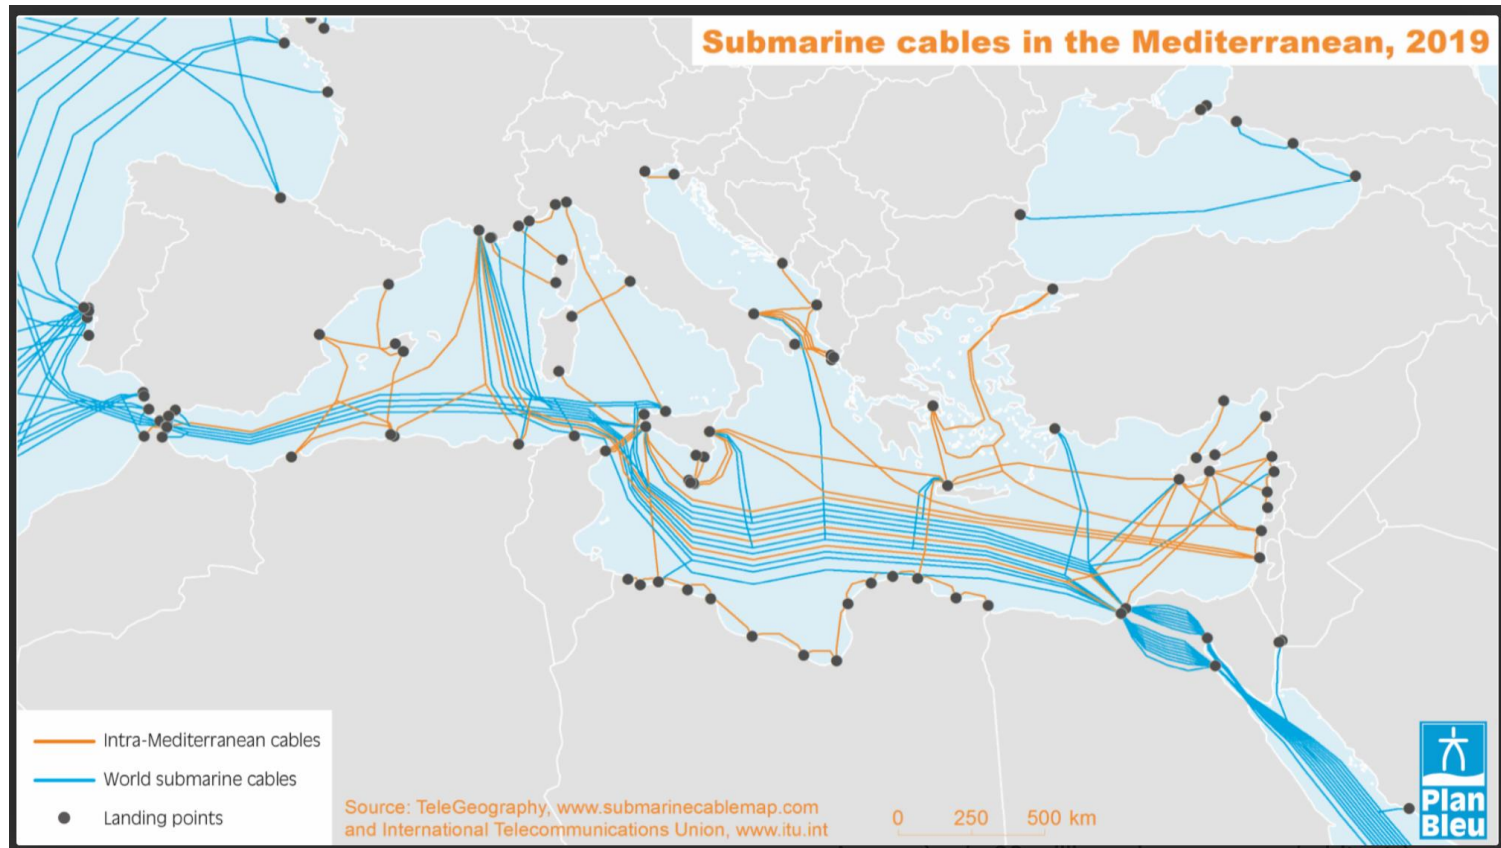 Submarine cables in the Mediterranean, 2019
Intra-Mediterranean cables
World submarine cables
Landing points
Source: TeleGeography, www.submarinecablemap.com
and International Telecommunications Union, www.itu.int
0 250 500 km
Plan
Bleu